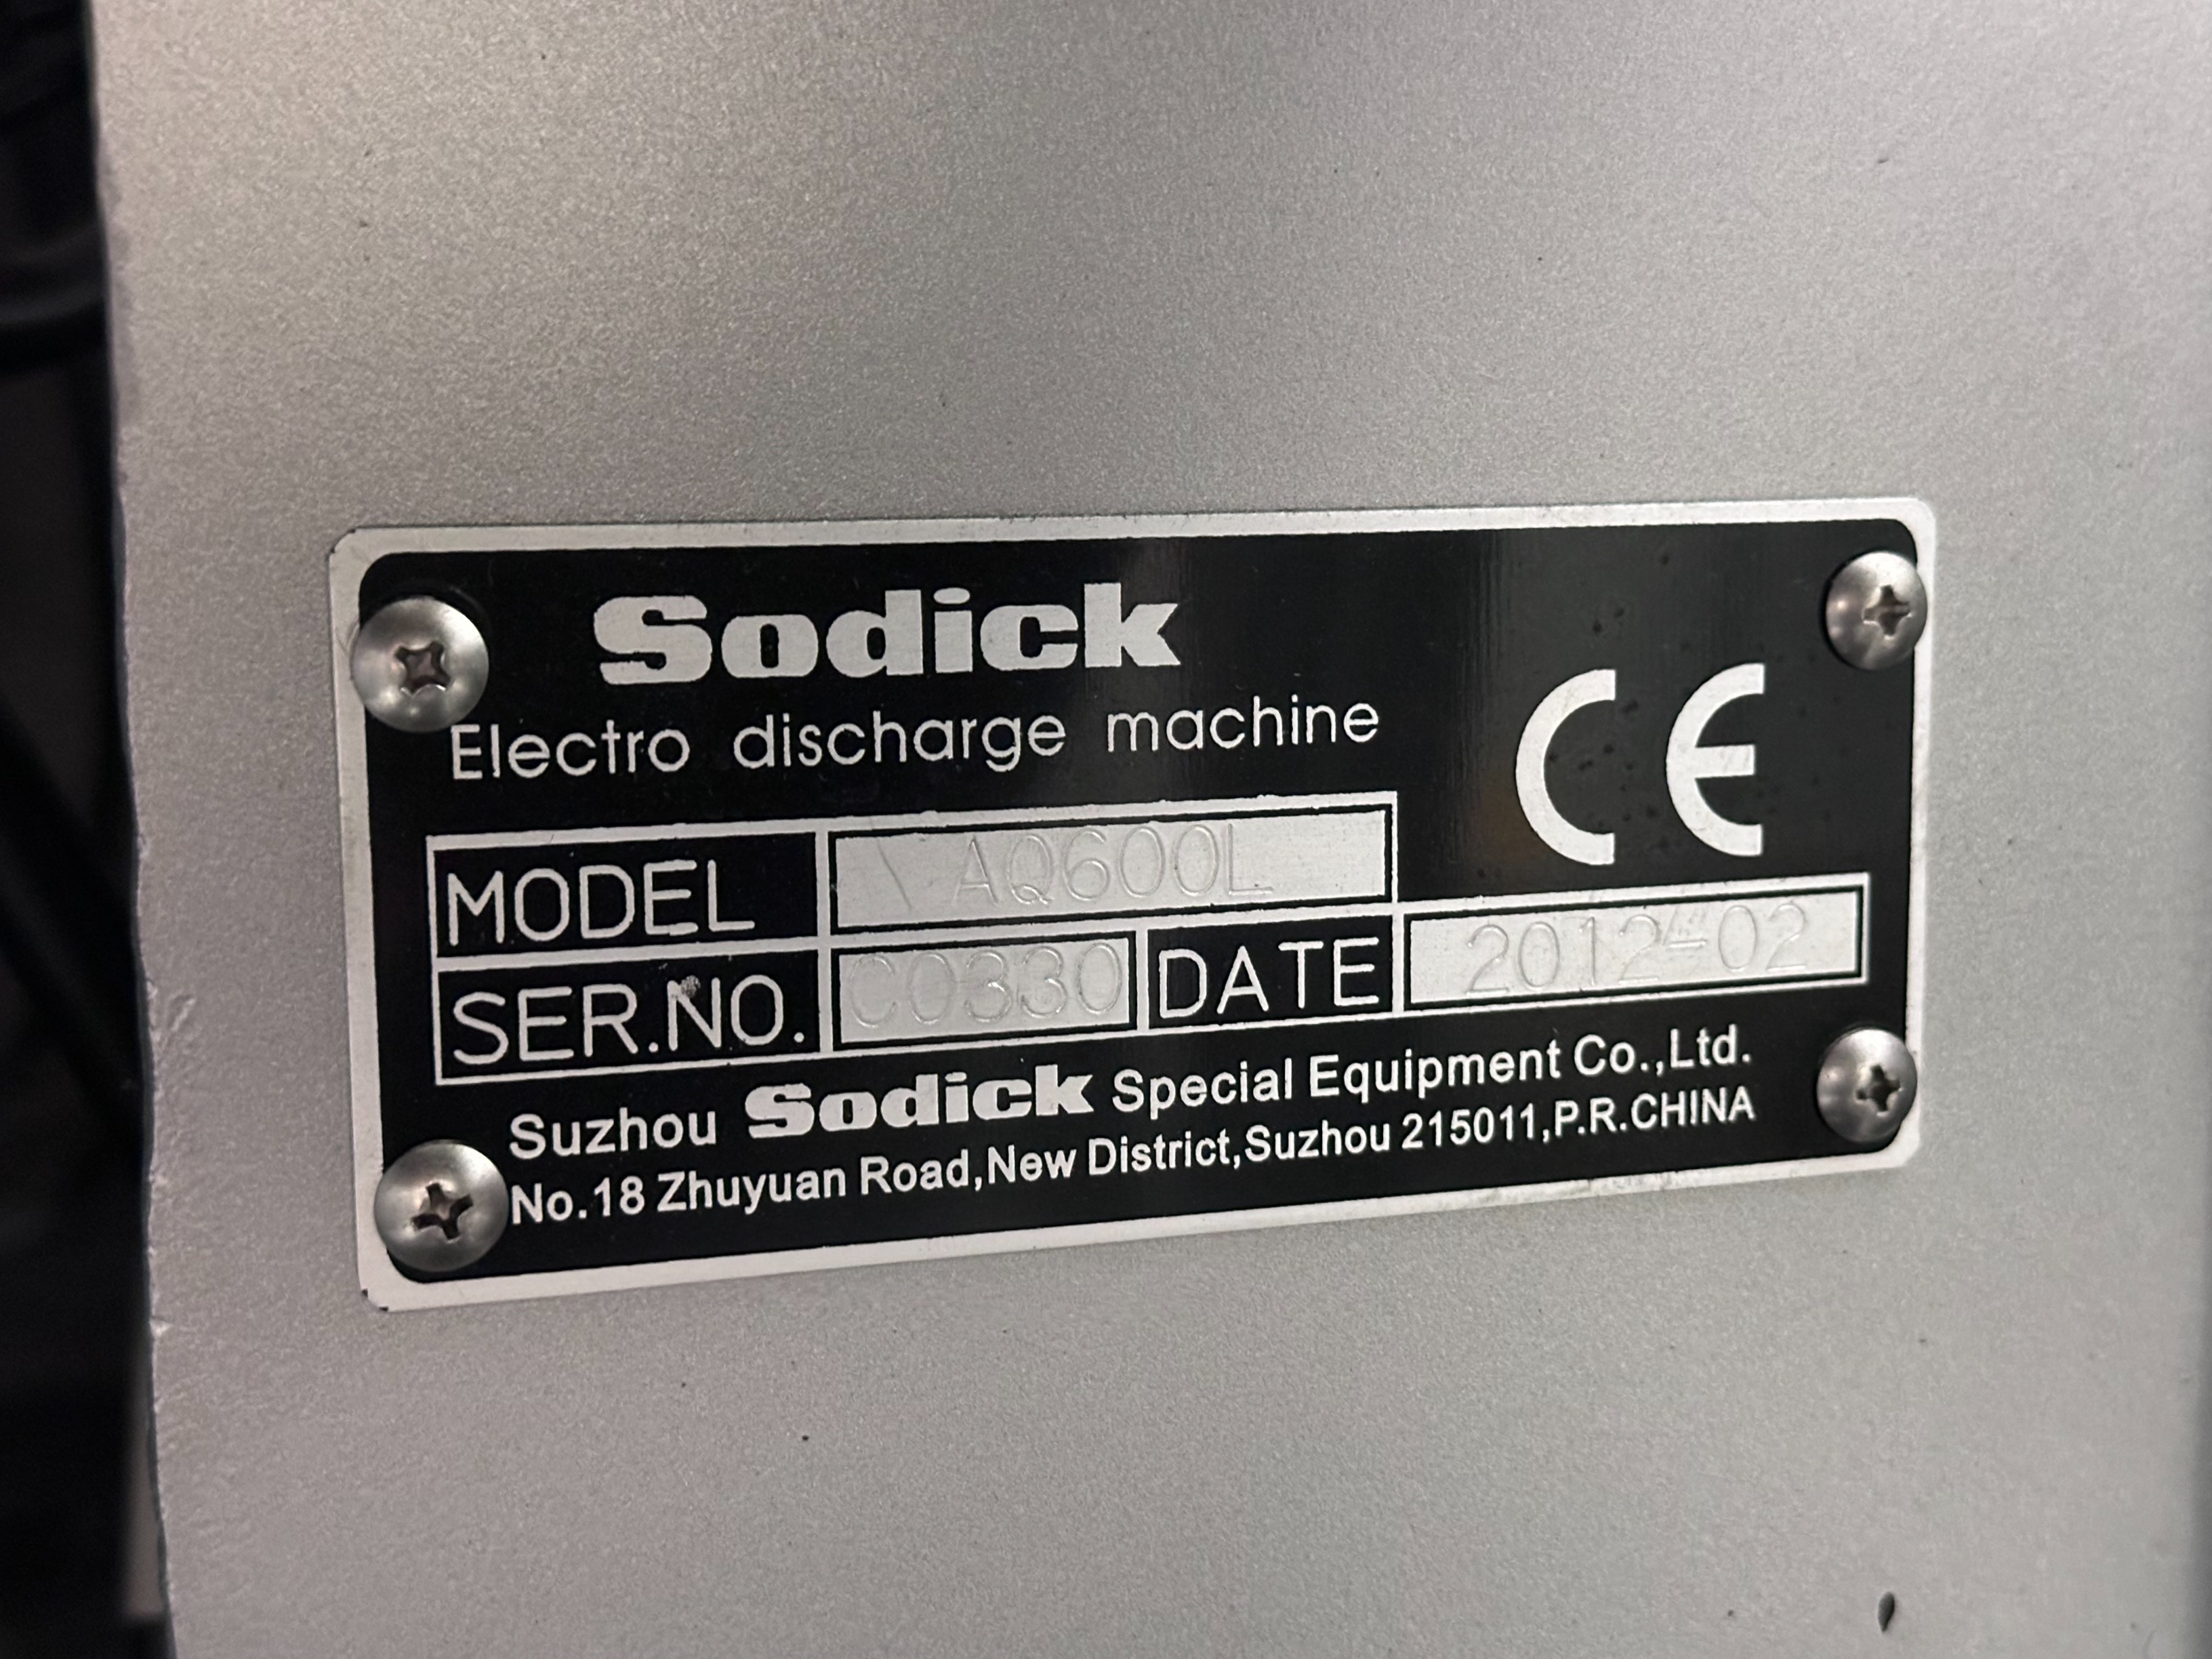 Sodick
Electro discharge machine
CE
MODEL AQ600L
SER.NO. C0330 DATE 2012-02
Suzhou Sodick Special Equipment Co.,Ltd.
No.18 Zhuyuan Road,New District,Suzhou 215011,P.R.CHINA